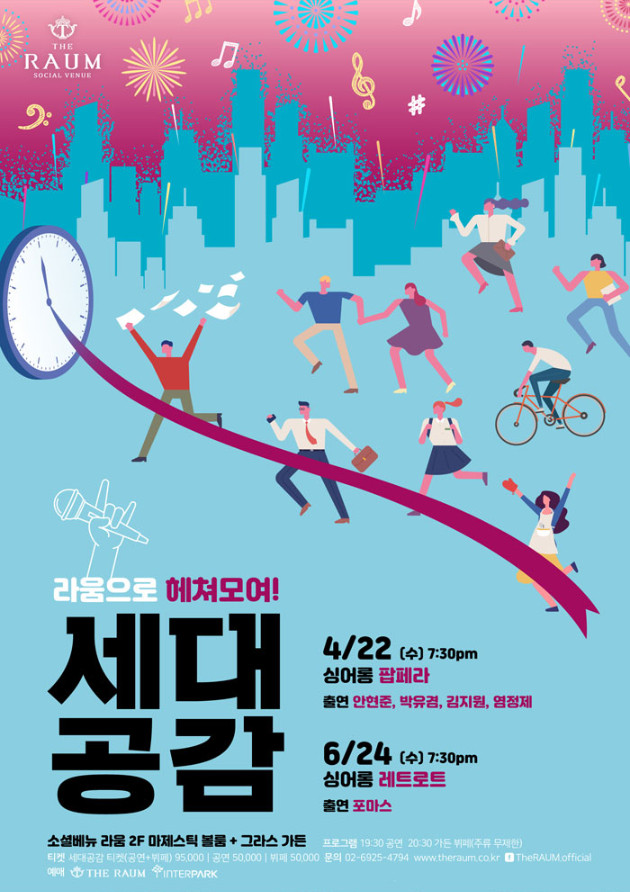 THE
RAUM
SOCIAL VENUE
라움으로 헤쳐모여!
세대
공감
4/22 (수) 7:30pm
싱어롱 팝페라
출연 안현준, 박유겸, 김지원, 염정제
6/24 (수) 7:30pm
싱어롱 레트로트
출연 포마스
소셜베뉴 라움 2F 마제스틱 볼룸 + 그라스 가든 프로그램 19:30 공연 20:30 가든 뷔페(주류 무제한)
티켓 세대공감 티켓(공연+뷔페) 95,000 | 공연 50,000 | 뷔페 50,000 문의 02-6925-4794 www.theraum.co.kr f TheRAUM.official
예매 THE RAUM INTERPARK